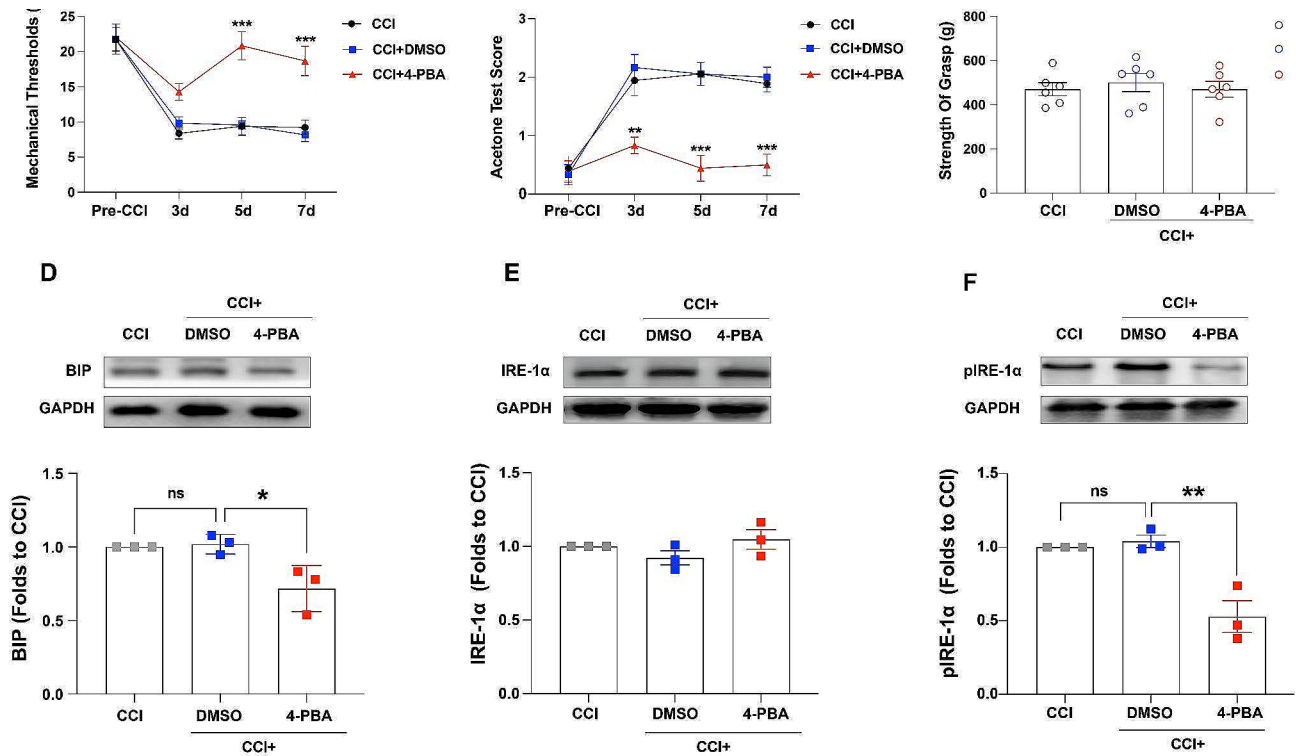 Mechanical Thresholds (
25
20
15
10
5
0
Pre-CCI
3d
5d
7d
***
***
CCI
CCI+DMSO
CCI+4-PBA
Acetone Test Score
3
2
1
0
Pre-CCI
3d
5d
7d
**
***
***
CCI
CCI+DMSO
CCI+4-PBA
Strength Of Grasp (g)
800
600
400
200
0
CCI
DMSO
4-PBA
CCI+
D
CCI+
CCI
DMSO
4-PBA
BIP
GAPDH
BIP (Folds to CCI)
1.5
1.0
0.5
0.0
ns
*
CCI
DMSO
4-PBA
CCI+
E
CCI+
CCI
DMSO
4-PBA
IRE-1α
GAPDH
IRE-1α (Folds to CCI)
1.5
1.0
0.5
0.0
CCI
DMSO
4-PBA
CCI+
F
CCI+
CCI
DMSO
4-PBA
pIRE-1α
GAPDH
pIRE-1α (Folds to CCI)
1.5
1.0
0.5
0.0
ns
**
CCI
DMSO
4-PBA
CCI+